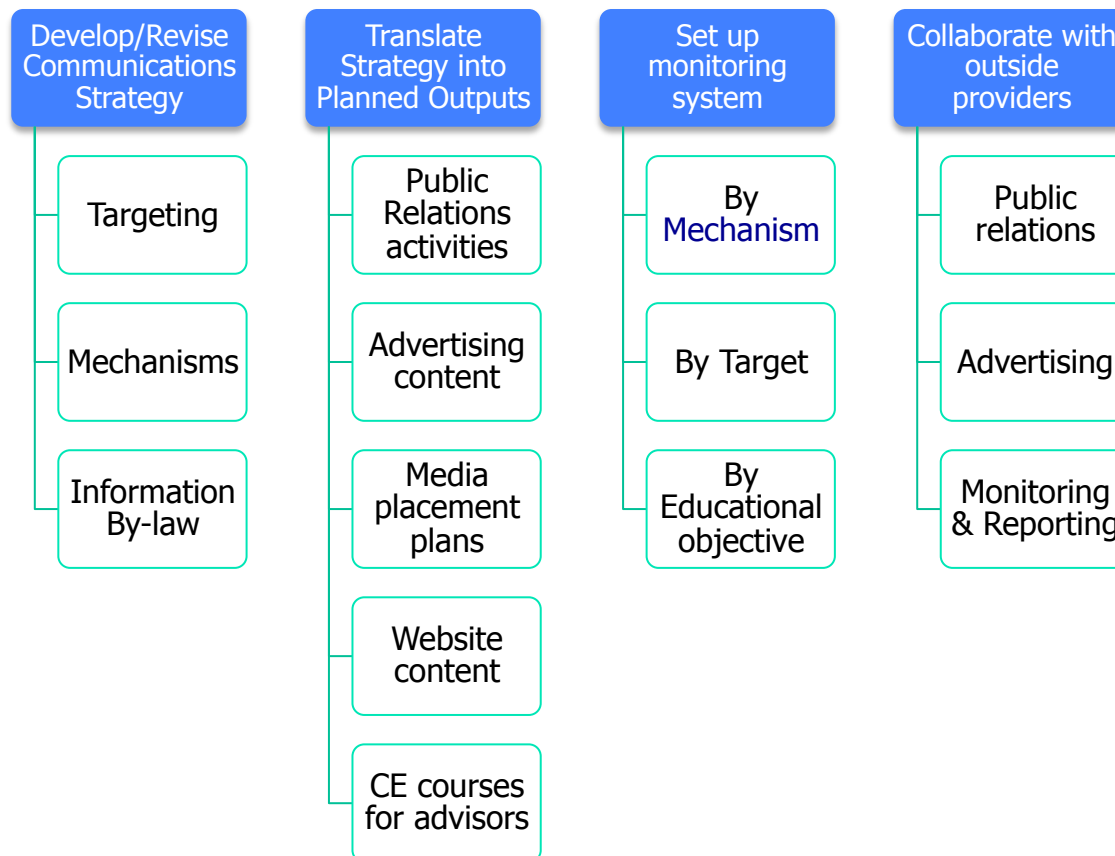 Develop/Revise
Communications
Strategy
Targeting
Mechanisms
Information
By-law
Translate
Strategy into
Planned Outputs
Public
Relations
activities
Advertising
content
Media
placement
plans
Website
content
CE courses
for advisors
Set up
monitoring
system
By
Mechanism
By Target
By
Educational
objective
Collaborate with
outside
providers
Public
relations
Advertising
Monitoring
& Reporting